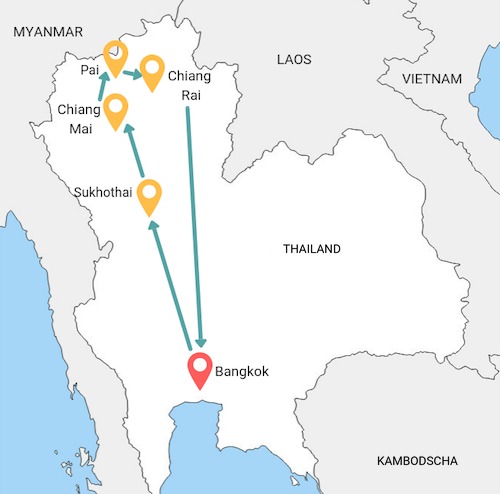 MYANMAR
LAOS
Pai
Chiang
Rai
VIETNAM
Chiang
Mai
Sukhothai
THAILAND
Bangkok
KAMBODSCHA